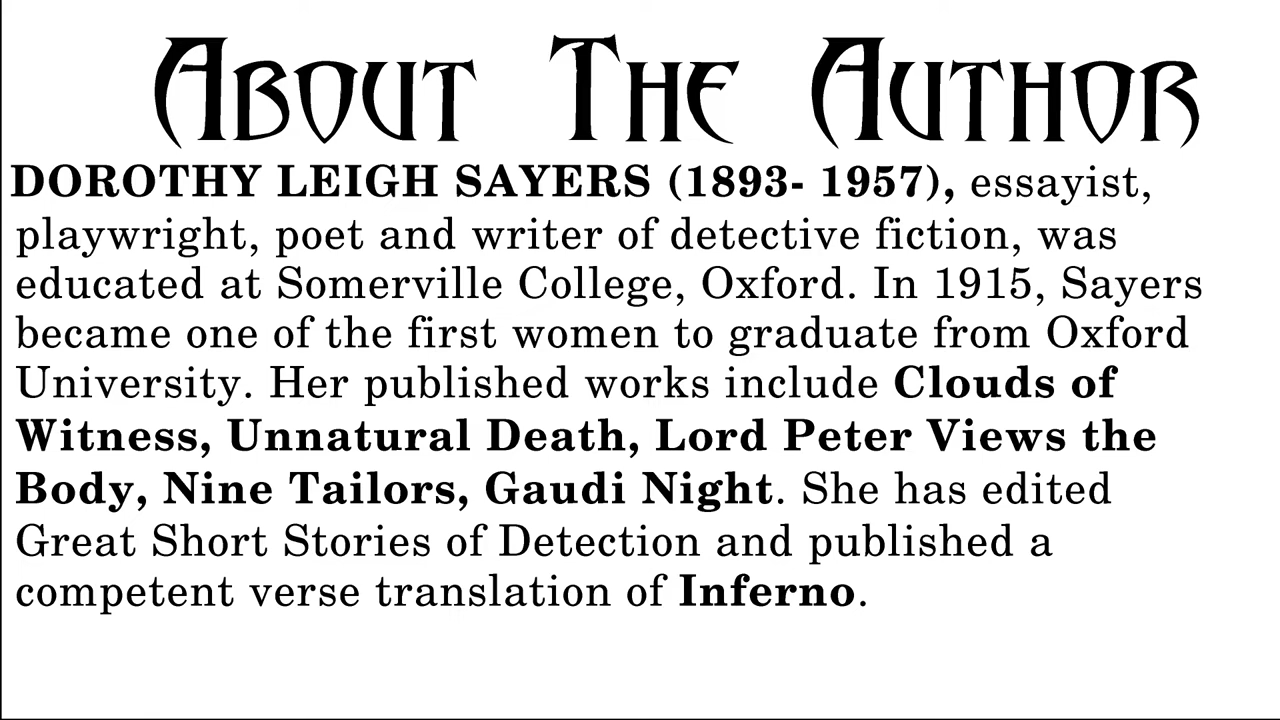 About The Author
DOROTHY LEIGH SAYERS (1893- 1957), essayist,
playwright, poet and writer of detective fiction, was
educated at Somerville College, Oxford. In 1915, Sayers
became one of the first women to graduate from Oxford
University. Her published works include Clouds of
Witness, Unnatural Death, Lord Peter Views the
Body, Nine Tailors, Gaudi Night. She has edited
Great Short Stories of Detection and published a
competent verse translation of Inferno.